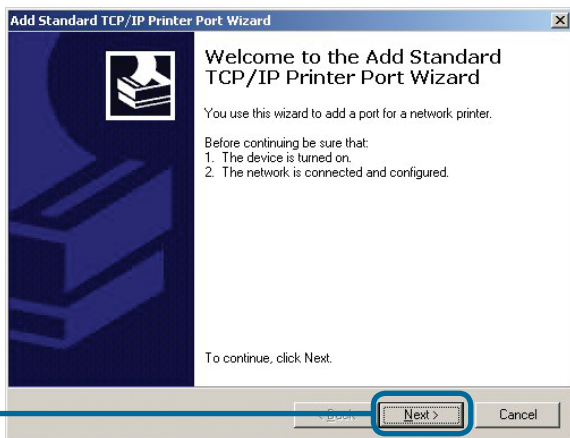 Add Standard TCP/IP Printer Port Wizard
Welcome to the Add Standard
TCP/IP Printer Port Wizard
You use this wizard to add a port for a network printer.
Before continuing be sure that:
1. The device is turned on.
2. The network is connected and configured.
To continue, click Next.
< Back
Next >
Cancel